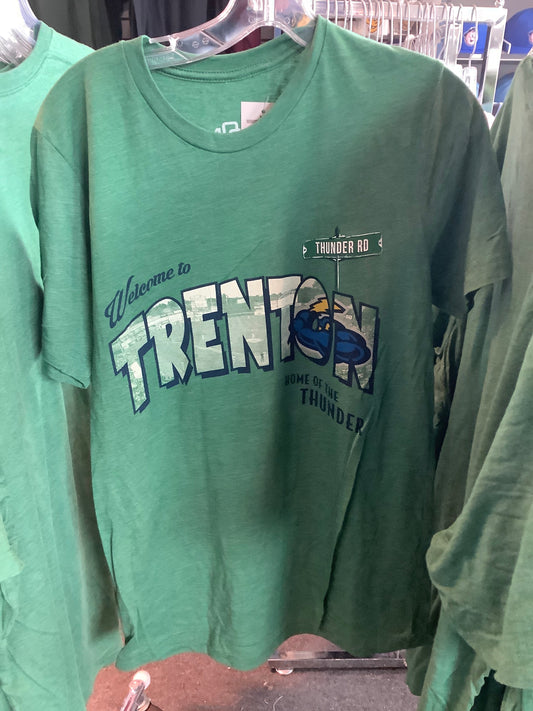 THUNDER RD
Welcome to
TRENTON
HOME OF THE
THUNDER